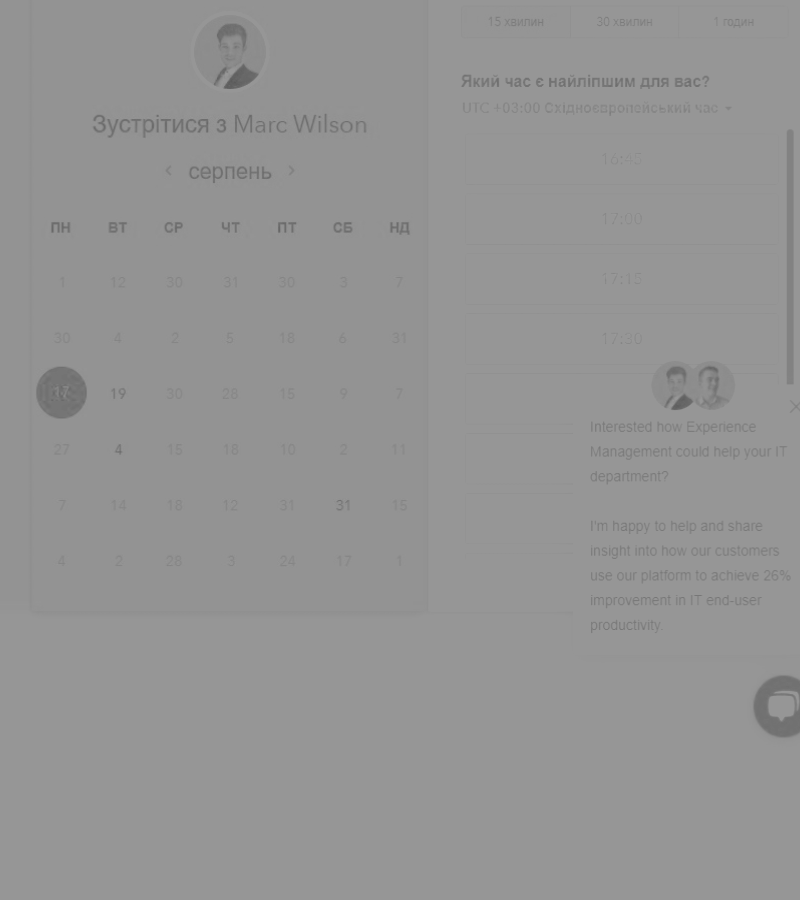 Зустрітися з Marc Wilson
серпень
ПН ВТ СР ЧТ ПТ СБ НД
1 12 30 31 30 3 7
30 4 2 5 18 6 31
17 19 30 28 15 9 7
27 4 15 18 10 2 11
7 14 18 12 31 31 15
4 2 28 3 24 17 1
15 хвилин 30 хвилин 1 годин
Який час є найліпшим для вас?
UTC +03:00 Східноєвропейський час
16:45
17:00
17:15
17:30
Interested how Experience
Management could help your IT
department?
I'm happy to help and share
insight into how our customers
use our platform to achieve 26%
improvement in IT end-user
productivity.